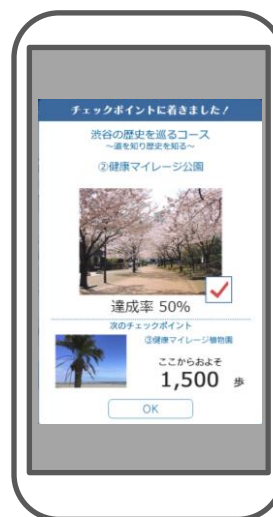 チェックポイントに着きました！
渋谷の歴史を巡るコース
～道を知り歴史を知る～
②健康マイレージ公園
達成率 50%
次のチェックポイント
③健康マイレージ植物園
ここからおよそ
1,500 歩
OK